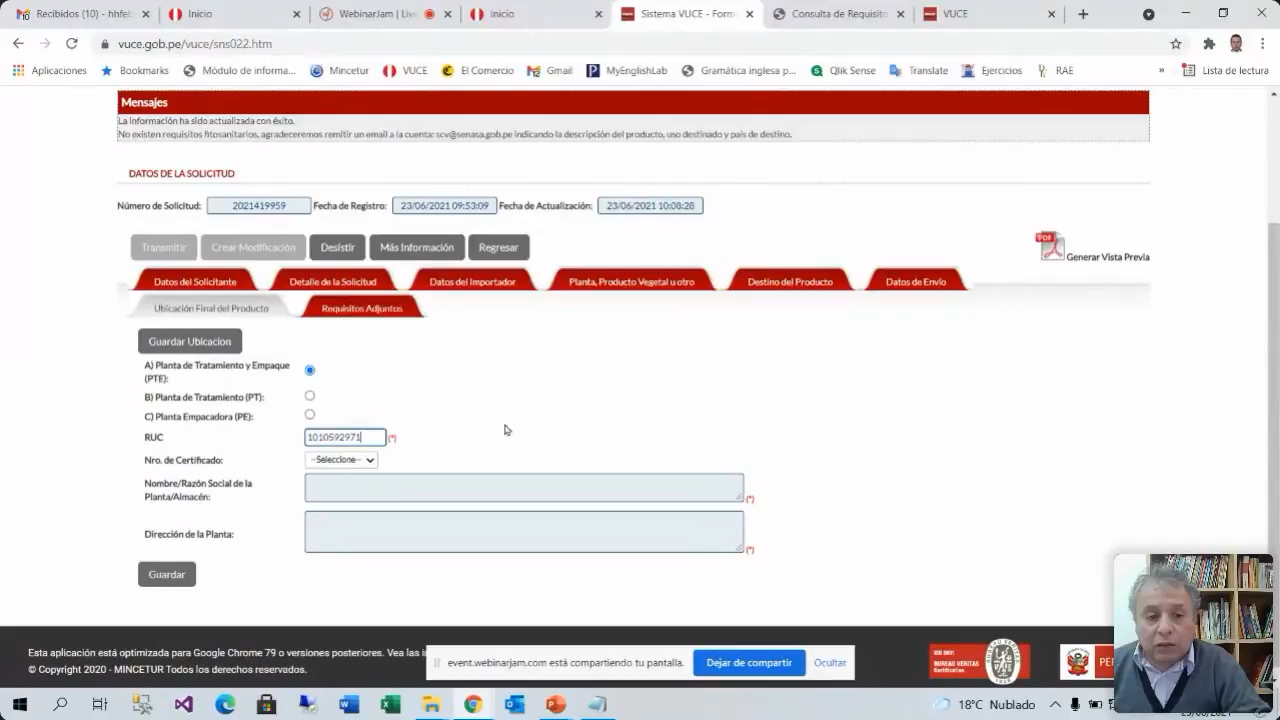 Recibidos (10) - hhfeb
Inicio
WebinarJam | Live
Inicio
Sistema VUCE - Form
Consulta de Requisito
VUCE
vuce.gob.pe/vuce/sns022.htm
Aplicaciones
Bookmarks
Módulo de informa...
Mincetur
VUCE
El Comercio
Gmail
MyEnglishLab
Gramática inglesa p...
Qlik Sense
Translate
Ejercicios
RAE
»
Lista de lectura
Mensajes
La información ha sido actualizada con éxito.
No existen requisitos fitosanitarios, agradeceremos remitir un email a la cuenta: scv@senasa.gob.pe indicando la descripción del producto, uso destinado y país de destino.
DATOS DE LA SOLICITUD
Número de Solicitud: 2021419959 Fecha de Registro: 23/06/2021 09:53:09 Fecha de Actualización: 23/06/2021 10:08:28
Transmitir
Crear Modificación
Desistir
Más Información
Regresar
PDF
Generar Vista Previa
Datos del Solicitante
Detalle de la Solicitud
Datos del Importador
Planta, Producto Vegetal u otro
Destino del Producto
Datos de Envío
Ubicación Final del Producto
Requisitos Adjuntos
Guardar Ubicacion
A) Planta de Tratamiento y Empaque
(PTE):
B) Planta de Tratamiento (PT):
C) Planta Empacadora (PE):
RUC 1010592971 (*)
Nro. de Certificado: --Seleccione--
Nombre/Razón Social de la
Planta/Almacén:
(*)
Dirección de la Planta:
(*)
Guardar
Esta aplicación está optimizada para Google Chrome 79 o versiones posteriores. Vea las
© Copyright 2020 - MINCETUR Todos los derechos reservados.
event.webinarjam.com está compartiendo tu pantalla.
Dejar de compartir
Ocultar
BUREAU VERITAS
Certification
18°C Nublado